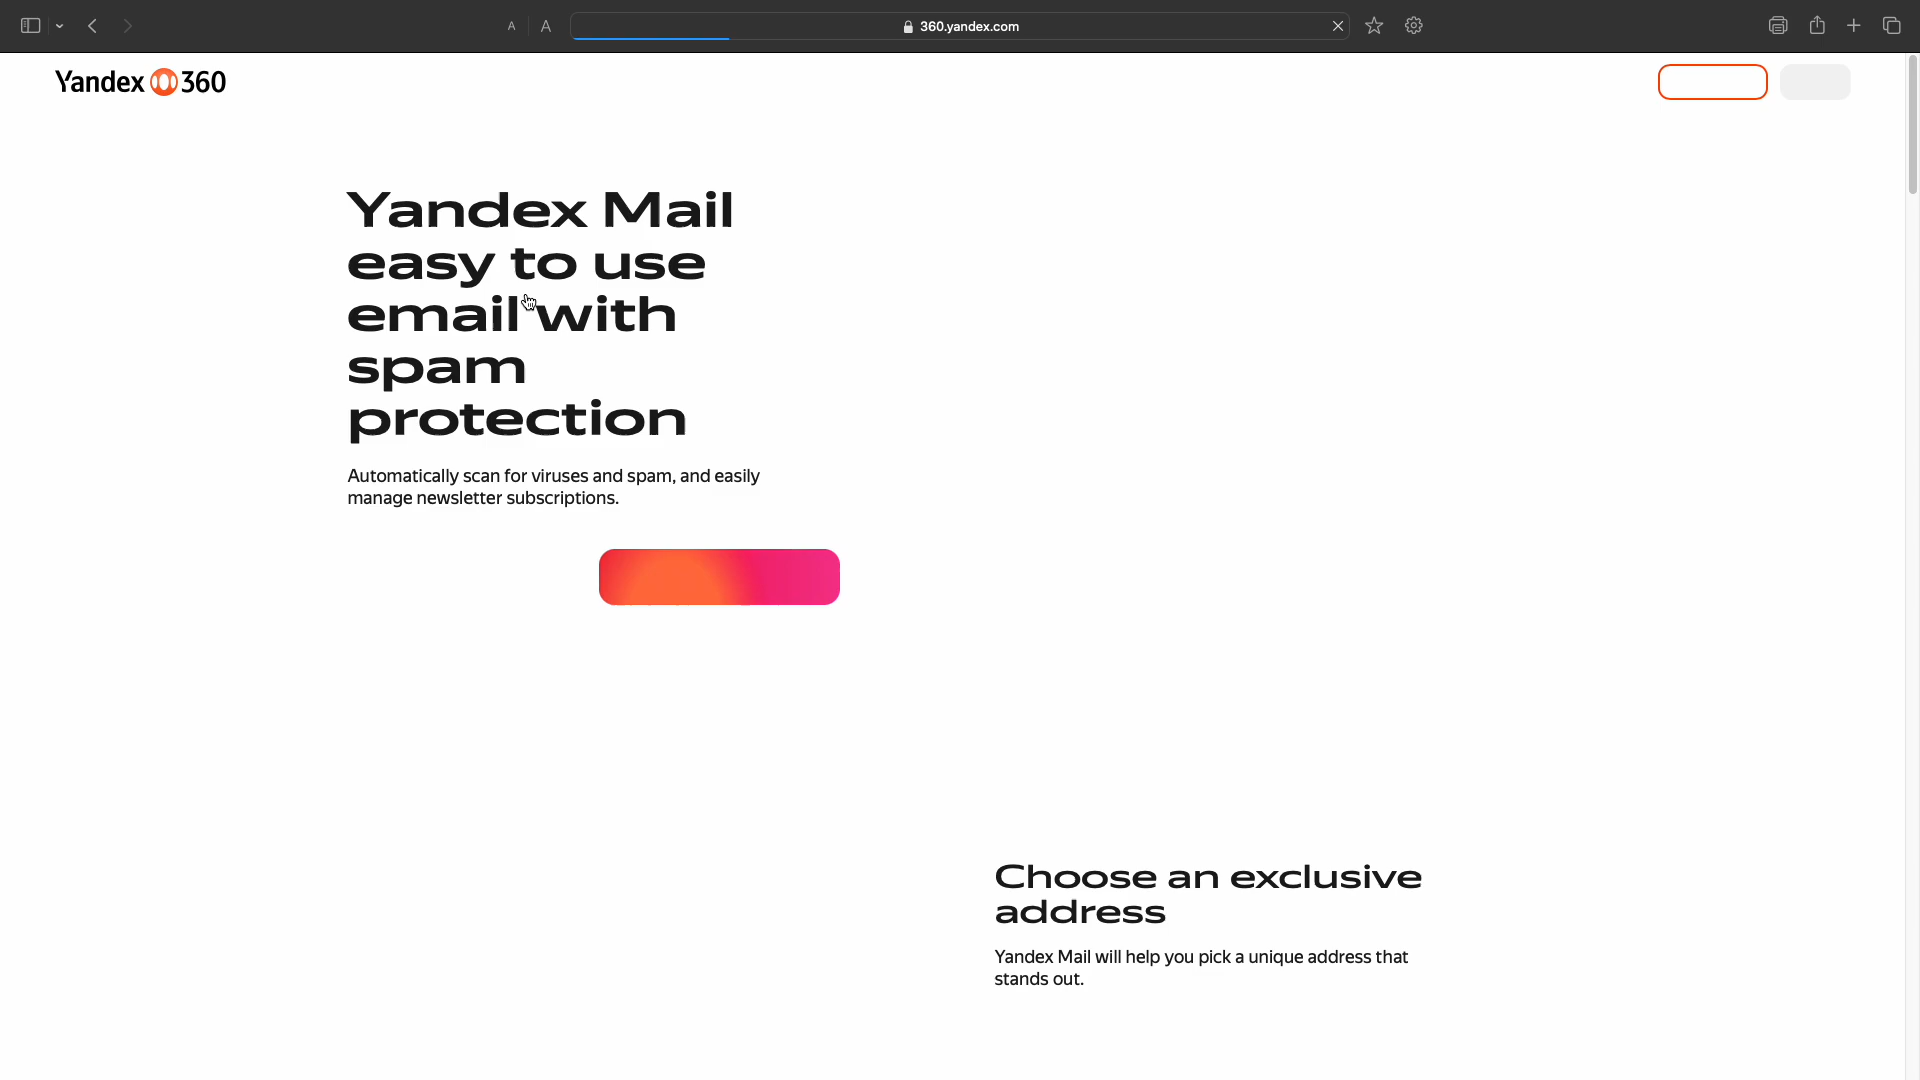 A A 360.yandex.com
Yandex 360
Yandex Mail
easy to use
email with
spam
protection
Automatically scan for viruses and spam, and easily
manage newsletter subscriptions.
Choose an exclusive
address
Yandex Mail will help you pick a unique address that
stands out.